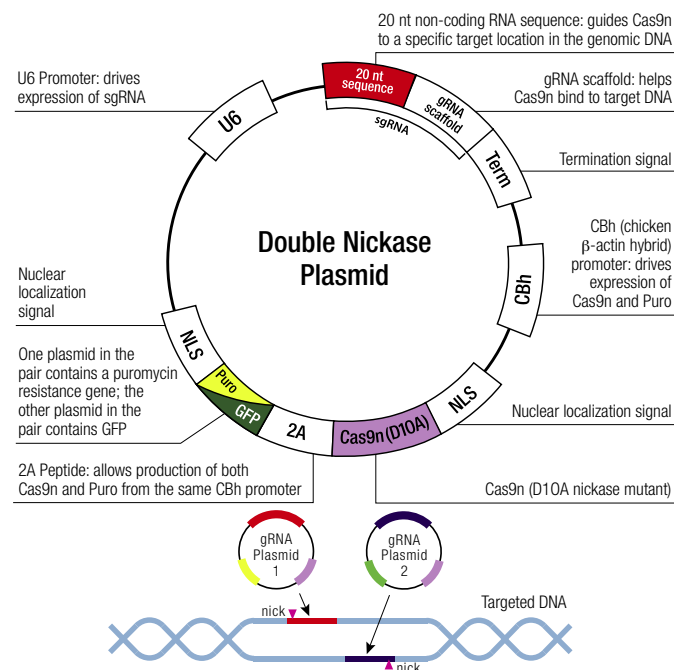 20 nt non-coding RNA sequence: guides Cas9n
to a specific target location in the genomic DNA
U6 Promoter: drives
expression of sgRNA
20 nt
sequence
gRNA scaffold: helps
Cas9n bind to target DNA
U6
gRNA
scaffold
sgRNA
Term
Termination signal
Double Nickase
Plasmid
CBh (chicken
β-actin hybrid)
promoter: drives
expression of
Cas9n and Puro
CBh
Nuclear
localization
signal
NLS
One plasmid in the
pair contains a puromycin
resistance gene; the
other plasmid in the
pair contains GFP
Puro
GFP
2A
Cas9n (D10A)
NLS
Nuclear localization signal
2A Peptide: allows production of both
Cas9n and Puro from the same CBh promoter
Cas9n (D10A nickase mutant)
gRNA
Plasmid
1
gRNA
Plasmid
2
Targeted DNA
nick
nick